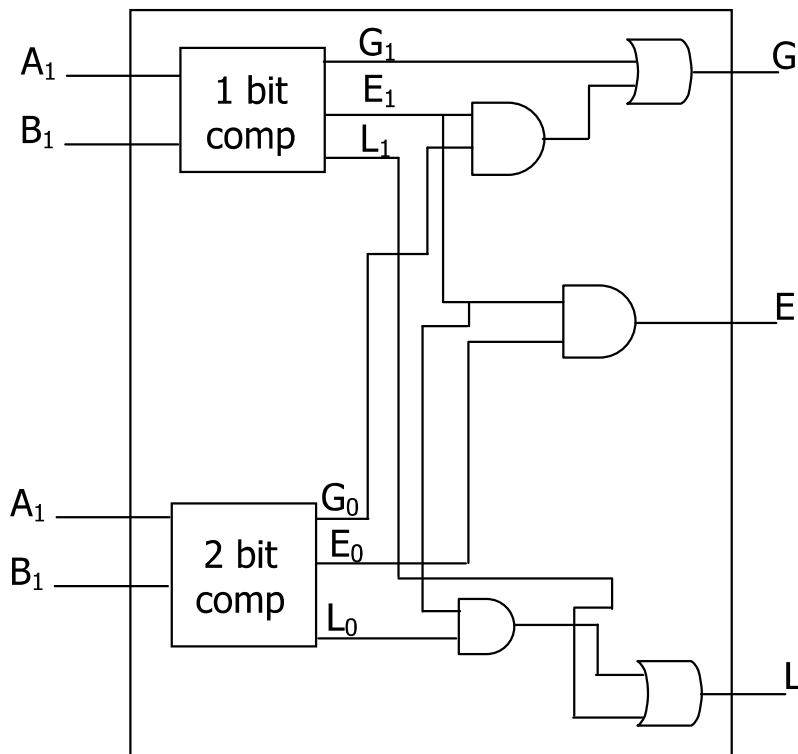 A₁
B₁
1 bit
comp
G₁
E₁
L₁
G
E
A₁
B₁
2 bit
comp
G₀
E₀
L₀
L